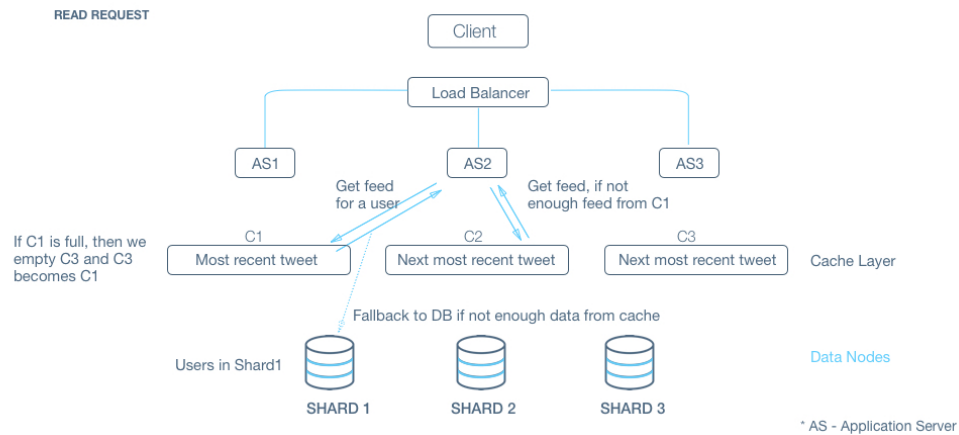 READ REQUEST
Client
Load Balancer
AS1
AS2
AS3
Get feed
for a user
Get feed, if not
enough feed from C1
If C1 is full, then we
empty C3 and C3
becomes C1
C1
C2
C3
Most recent tweet
Next most recent tweet
Next most recent tweet
Cache Layer
Fallback to DB if not enough data from cache
Users in Shard1
Data Nodes
SHARD 1
SHARD 2
SHARD 3
* AS - Application Server